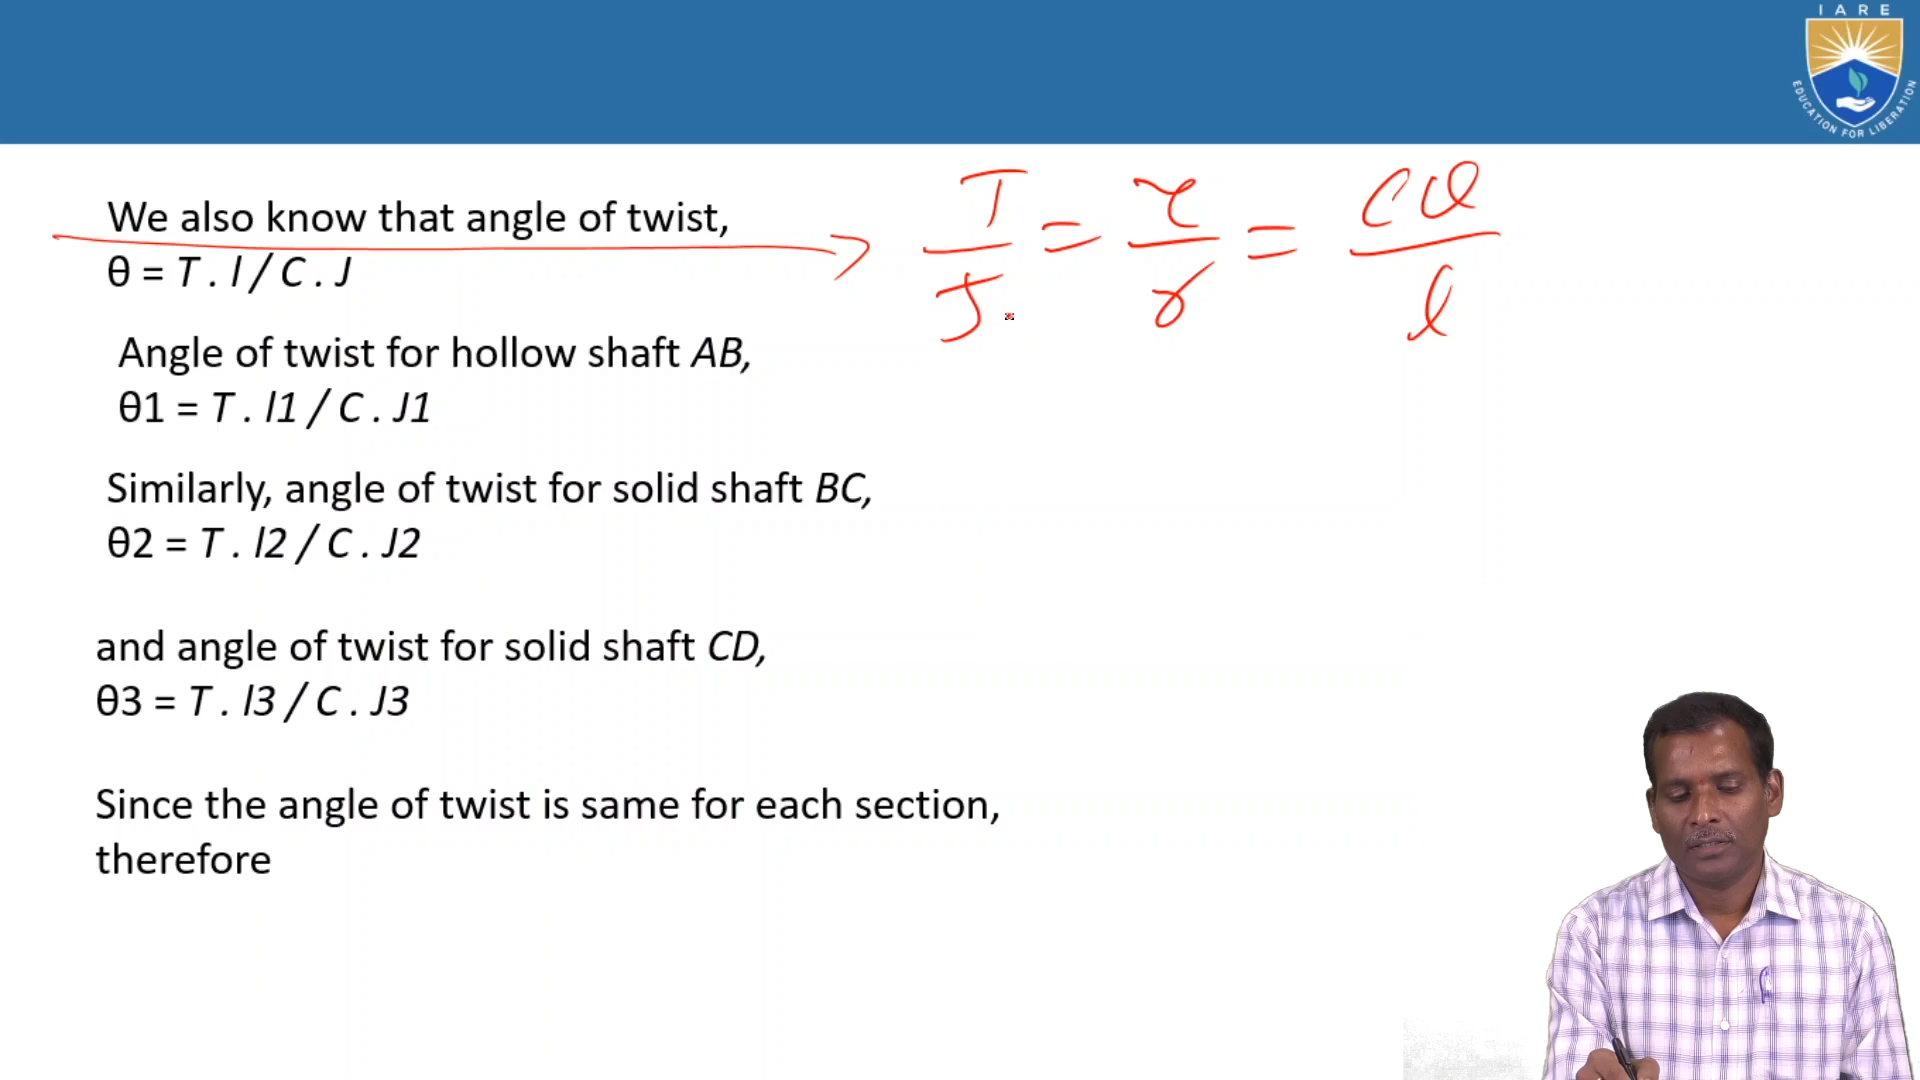 IARE
EDUCATION FOR LIBERATION
We also know that angle of twist,
θ = T . l / C . J
T/J = τ/r = Cθ/l
Angle of twist for hollow shaft AB,
θ1 = T . l1 / C . J1
Similarly, angle of twist for solid shaft BC,
θ2 = T . l2 / C . J2
and angle of twist for solid shaft CD,
θ3 = T . l3 / C . J3
Since the angle of twist is same for each section,
therefore